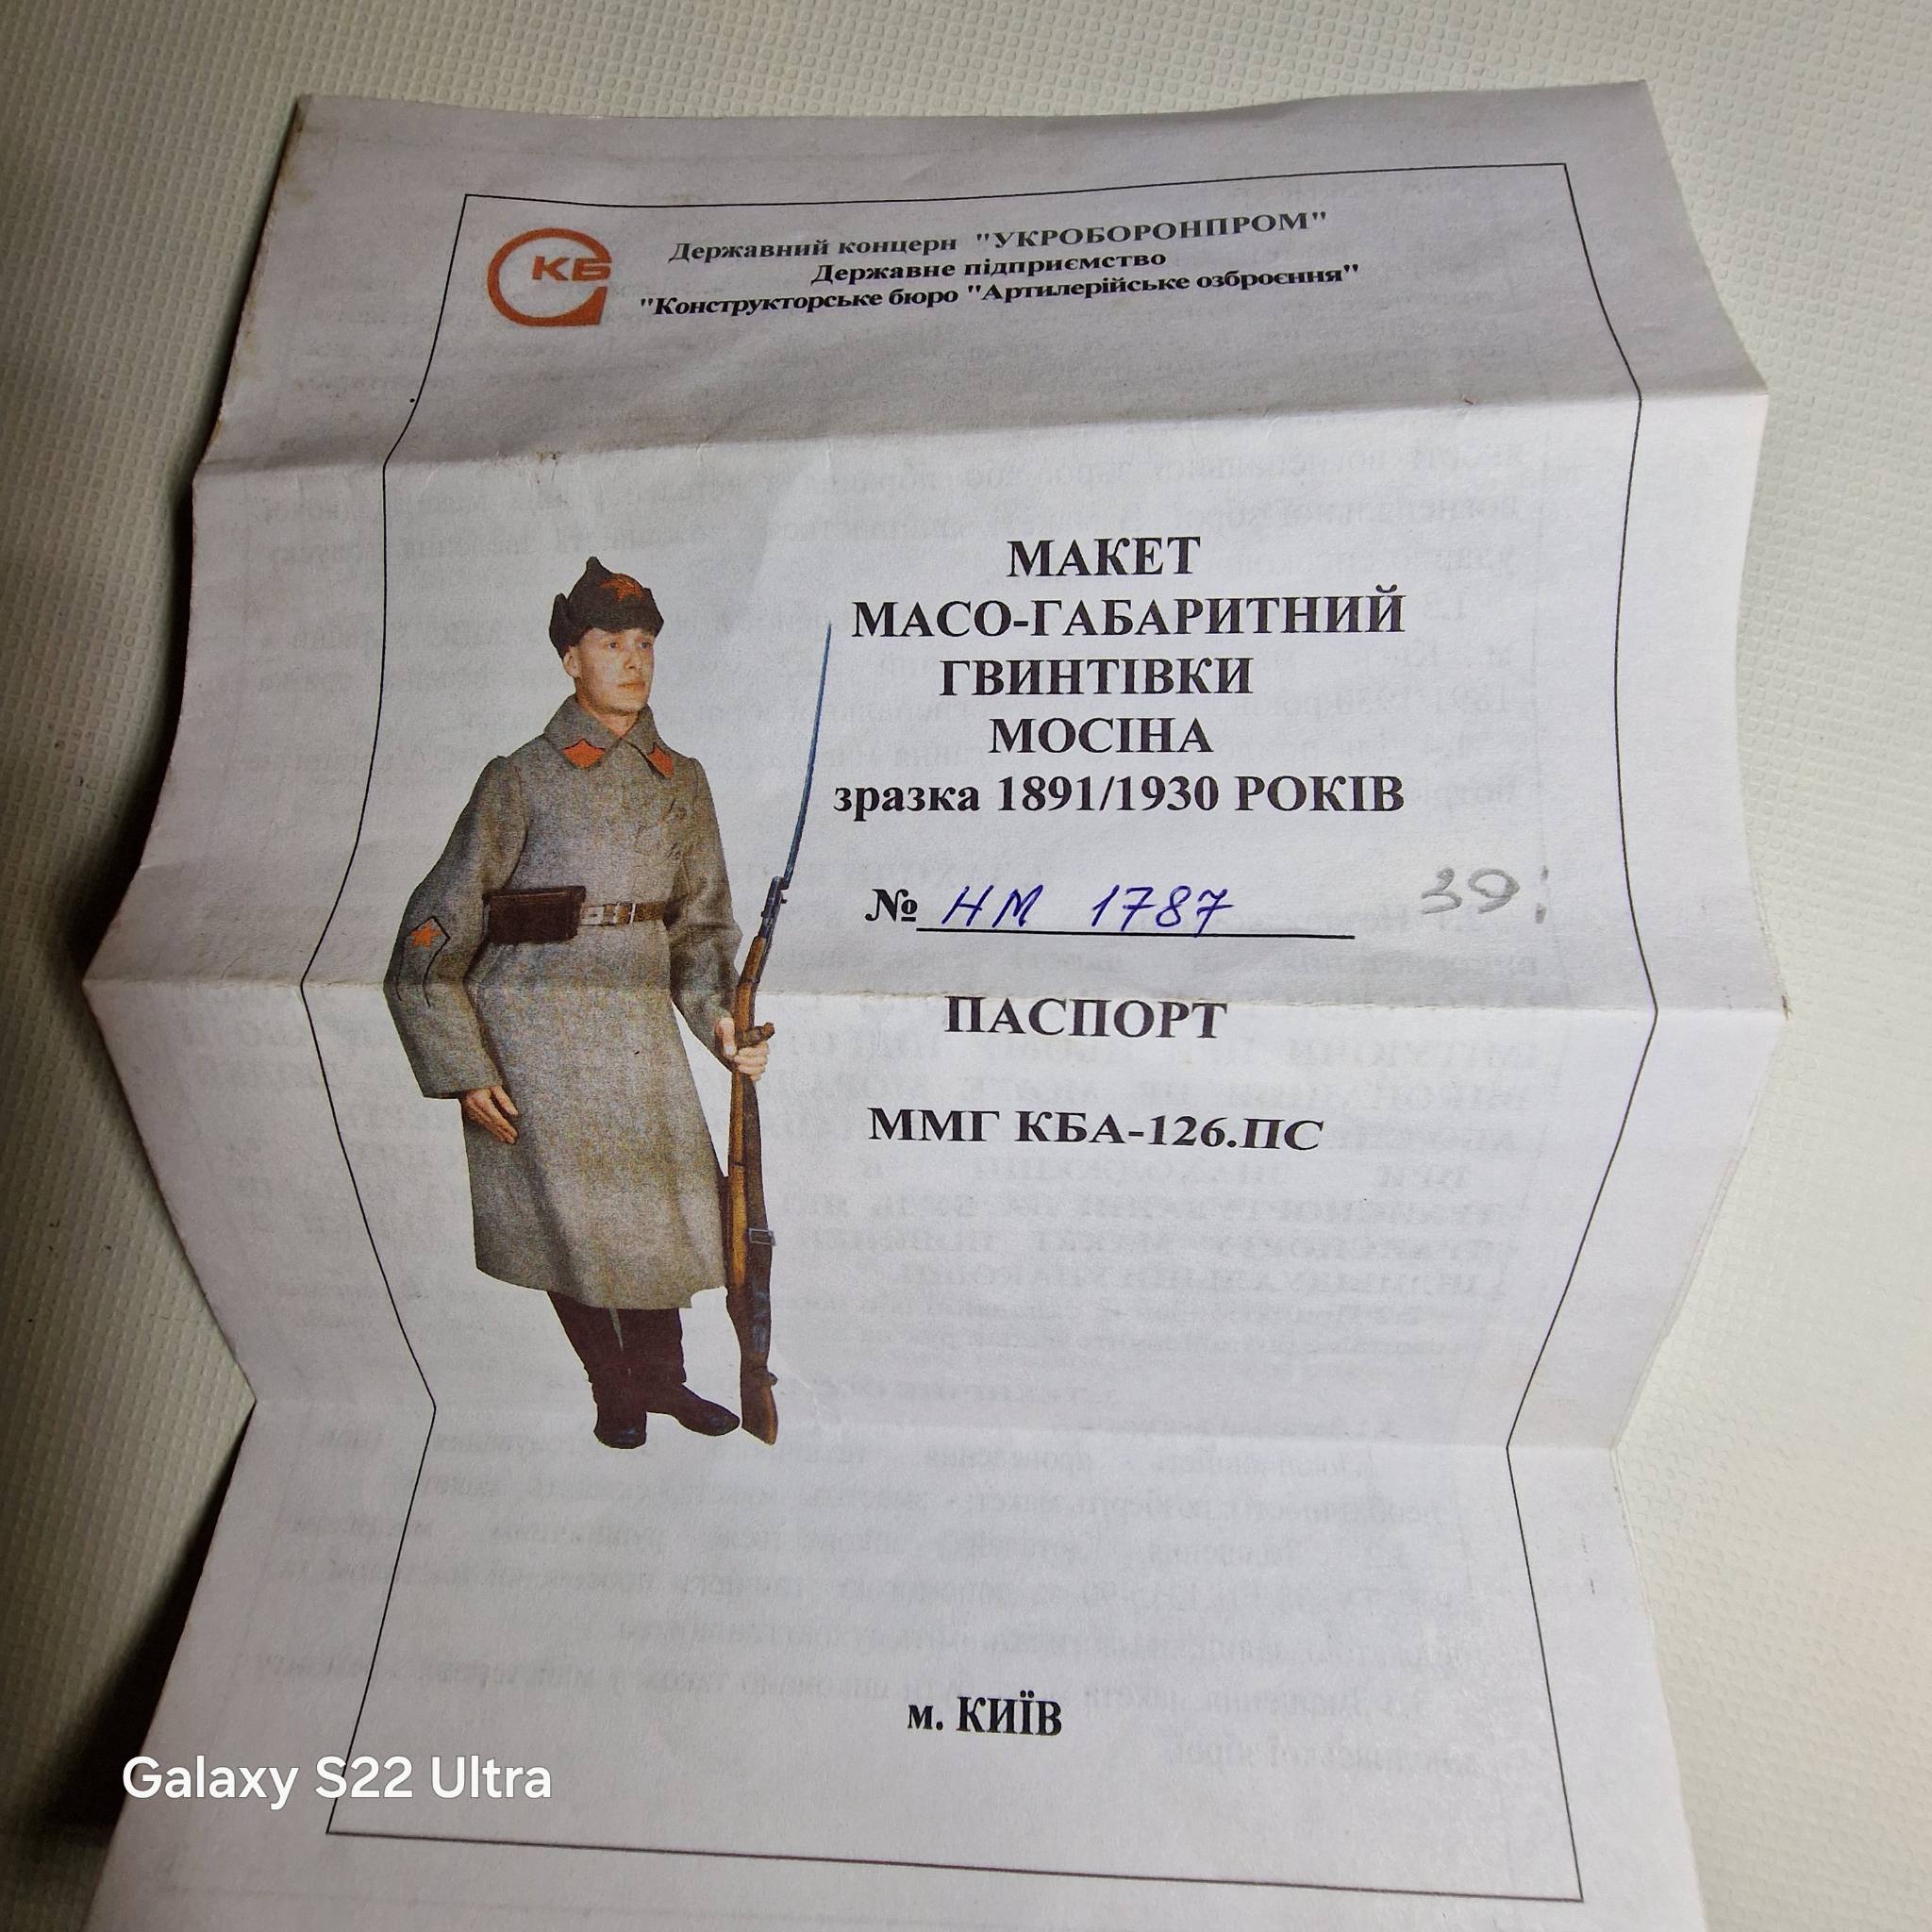 КБ
Державний концерн "УКРОБОРОНПРОМ"
Державне підприємство
"Конструкторське бюро "Артилерійське озброєння"
МАКЕТ
МАСО-ГАБАРИТНИЙ
ГВИНТІВКИ
МОСІНА
зразка 1891/1930 РОКІВ
№ НМ 1787
39
ПАСПОРТ
ММГ КБА-126.ПС
м. КИЇВ
Galaxy S22 Ultra